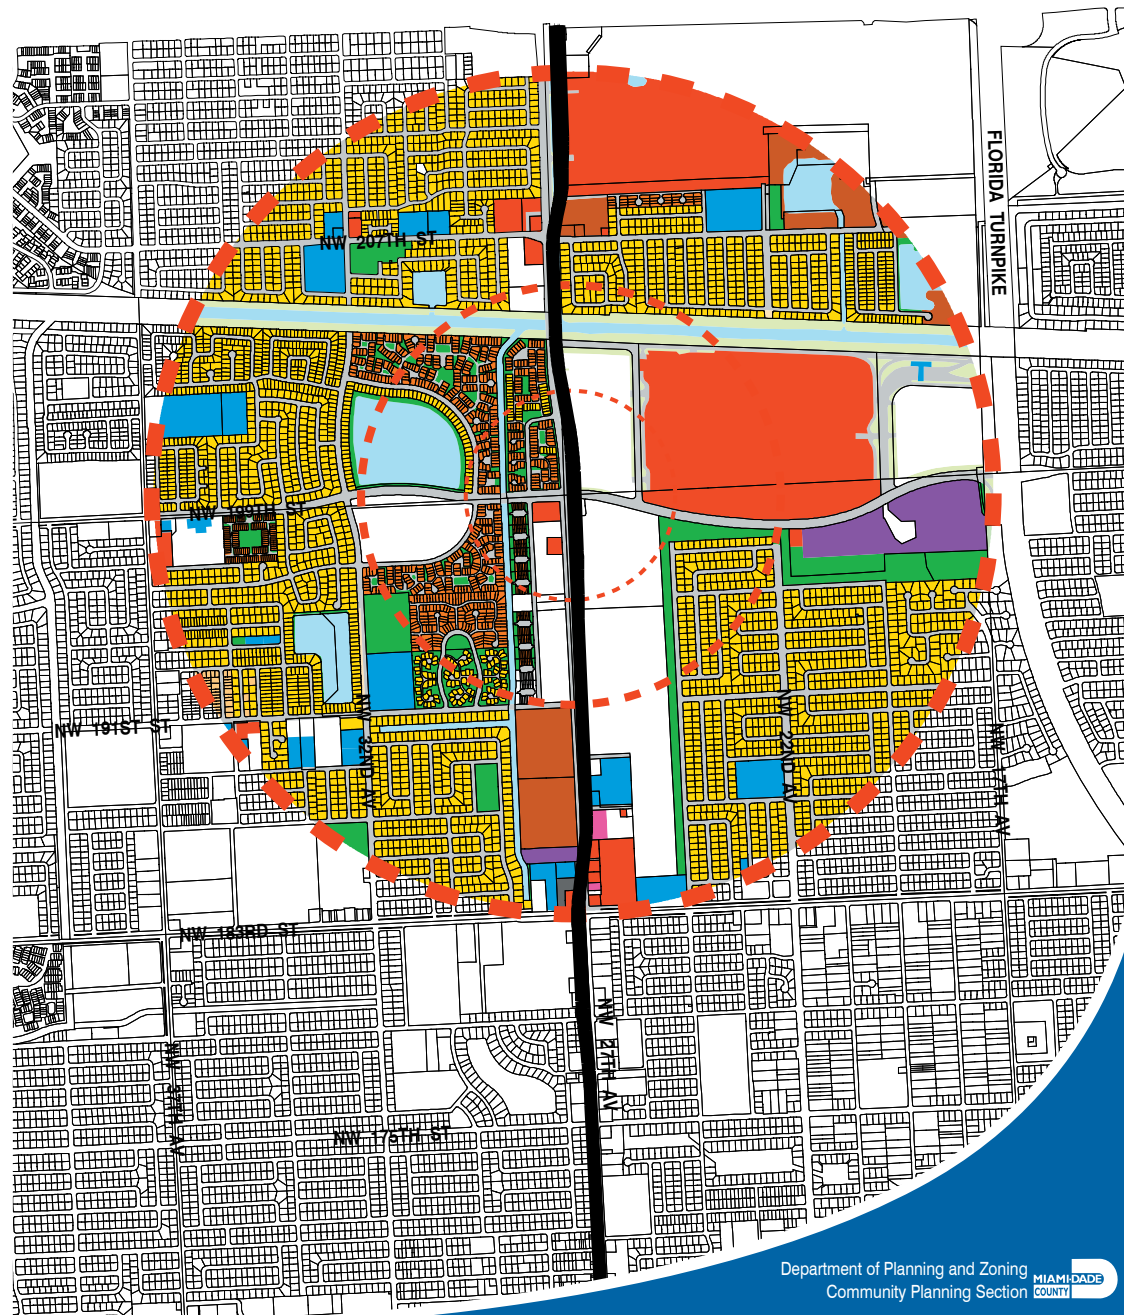 FLORIDA TURNPIKE
NW 207TH ST
T
NW 199TH ST
NW 191ST ST
NW 32ND AV
NW 22ND AV
NW 17TH AV
NW 183RD ST
NW 27TH AV
NW 37TH AV
NW 175TH ST
Department of Planning and Zoning
Community Planning Section
MIAMI-DADE
COUNTY